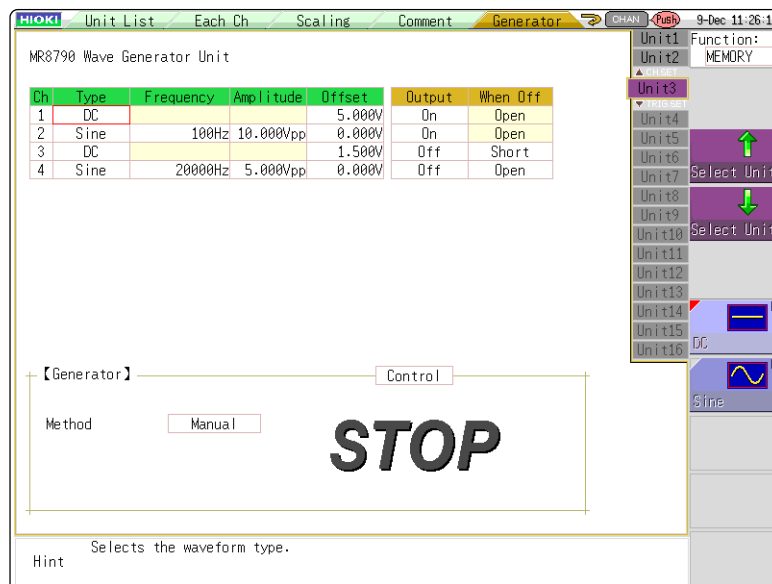 HIOKI Unit List Each Ch Scaling Comment Generator CHAN Push 9-Dec 11:26:1
Unit1 Function:
MR8790 Wave Generator Unit Unit2 MEMORY
CH.SET
Unit3
TRIG.SET
Ch Type Frequency Amplitude Offset Output When Off
1 DC 5.000V On Open
2 Sine 100Hz 10.000Vpp 0.000V On Open
3 DC 1.500V Off Short
4 Sine 20000Hz 5.000Vpp 0.000V Off Open
Unit4
Unit5
Unit6
Unit7
Unit8
Unit9
Unit10
Unit11
Unit12
Unit13
Unit14
Unit15
Unit16
Select Unit
Select Unit
DC
Sine
【Generator】 Control
Method Manual STOP
Hint Selects the waveform type.